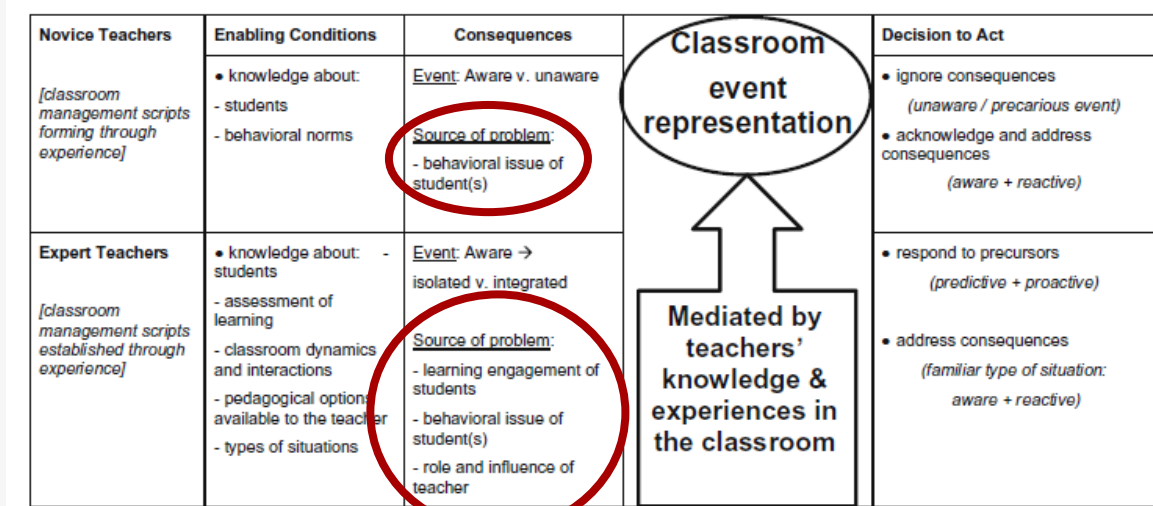 Novice Teachers
[classroom
management scripts
forming through
experience]
Enabling Conditions
• knowledge about:
- students
- behavioral norms
Consequences
Event: Aware v. unaware
Source of problem:
- behavioral issue of
student(s)
Classroom
event
representation
Decision to Act
• ignore consequences
(unaware / precarious event)
• acknowledge and address
consequences
(aware + reactive)
Expert Teachers
[classroom
management scripts
established through
experience]
• knowledge about: -
students
- assessment of
learning
- classroom dynamics
and interactions
- pedagogical options
available to the teacher
- types of situations
Event: Aware →
isolated v. integrated
Source of problem:
- learning engagement of
students
- behavioral issue of
student(s)
- role and influence of
teacher
Mediated by
teachers'
knowledge &
experiences in
the classroom
• respond to precursors
(predictive + proactive)
• address consequences
(familiar type of situation:
aware + reactive)